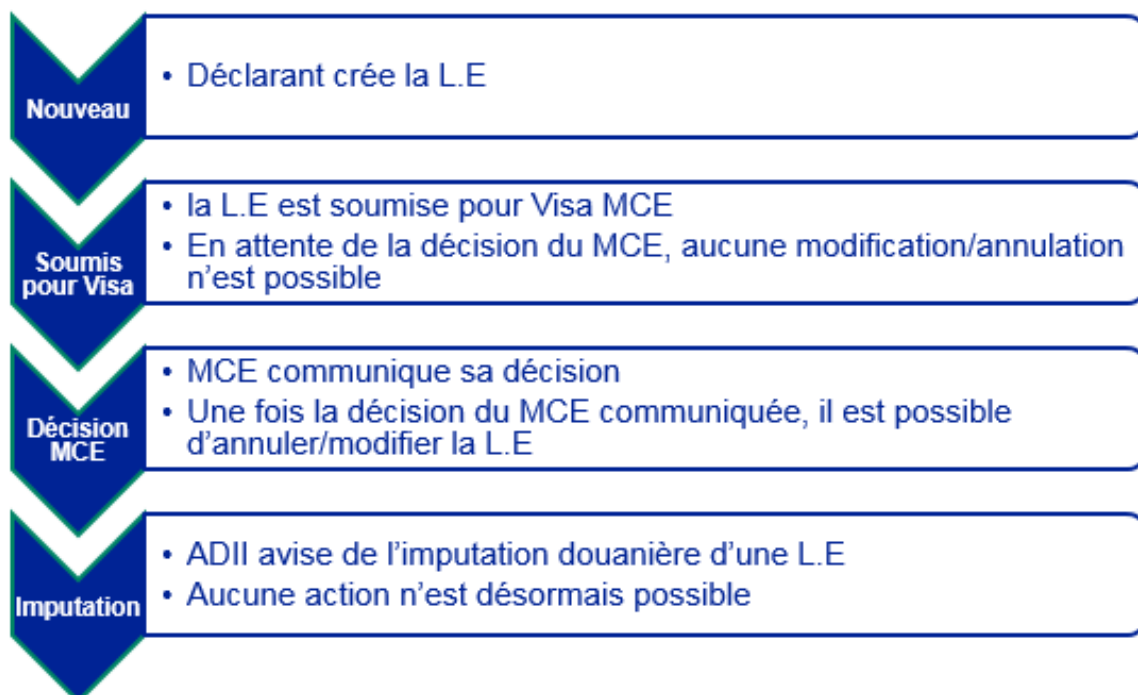 Nouveau
• Déclarant crée la L.E
Soumis
pour Visa
• la L.E est soumise pour Visa MCE
• En attente de la décision du MCE, aucune modification/annulation
n'est possible
Décision
MCE
• MCE communique sa décision
• Une fois la décision du MCE communiquée, il est possible
d'annuler/modifier la L.E
Imputation
• ADII avise de l'imputation douanière d'une L.E
• Aucune action n'est désormais possible